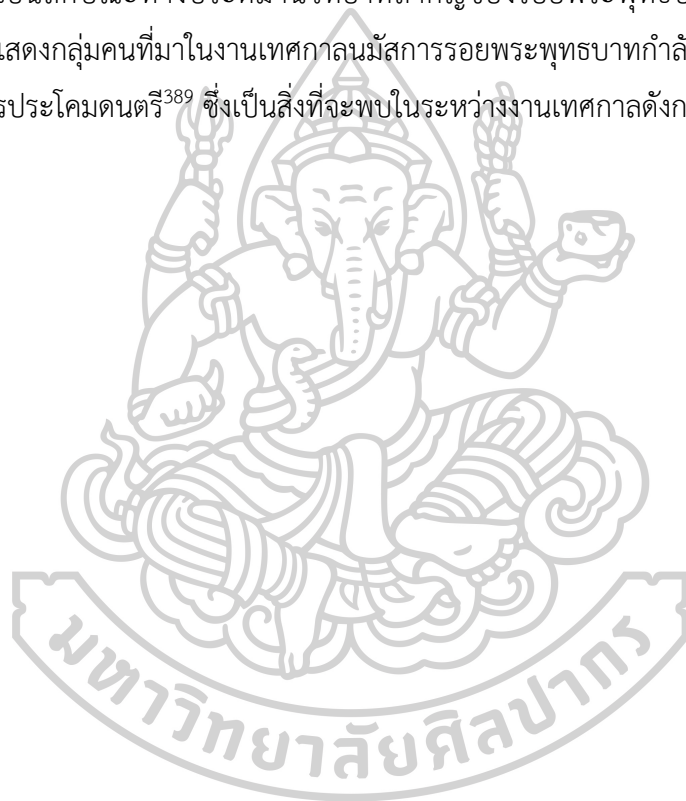 แสดงกลุ่มคนที่มาในงานเทศกาลนมัสการรอยพระพุทธบาทกำลั
รประโคมดนตรี389 ซึ่งเป็นสิ่งที่จะพบในระหว่างงานเทศกาลดังก
มหาวิทยาลัยศิลปากร